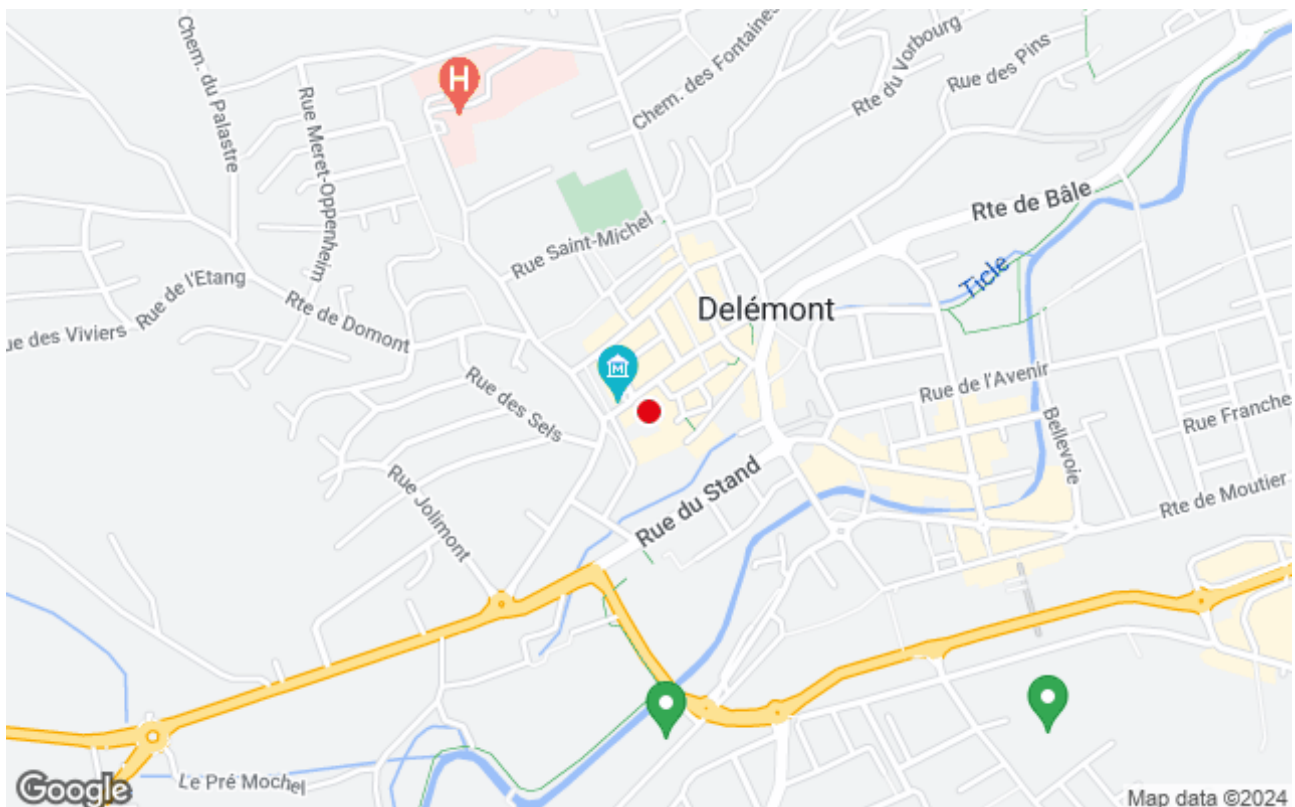 Chem. du Palastre
Rue Meret-Oppenheim
H
Chem. des Fontaines
Rte du Vorbourg
Rue des Pins
Rte de Bâle
Rue Saint-Michel
Ticle
Rue de l'Etang
Rte de Domont
Delémont
ue des Viviers
M
Rue des Sels
Rue de l'Avenir
Rue Franche
Bellevoie
Rue Jolimont
Rue du Stand
Rte de Moutier
Le Pré Mochel
Google
Map data ©2024